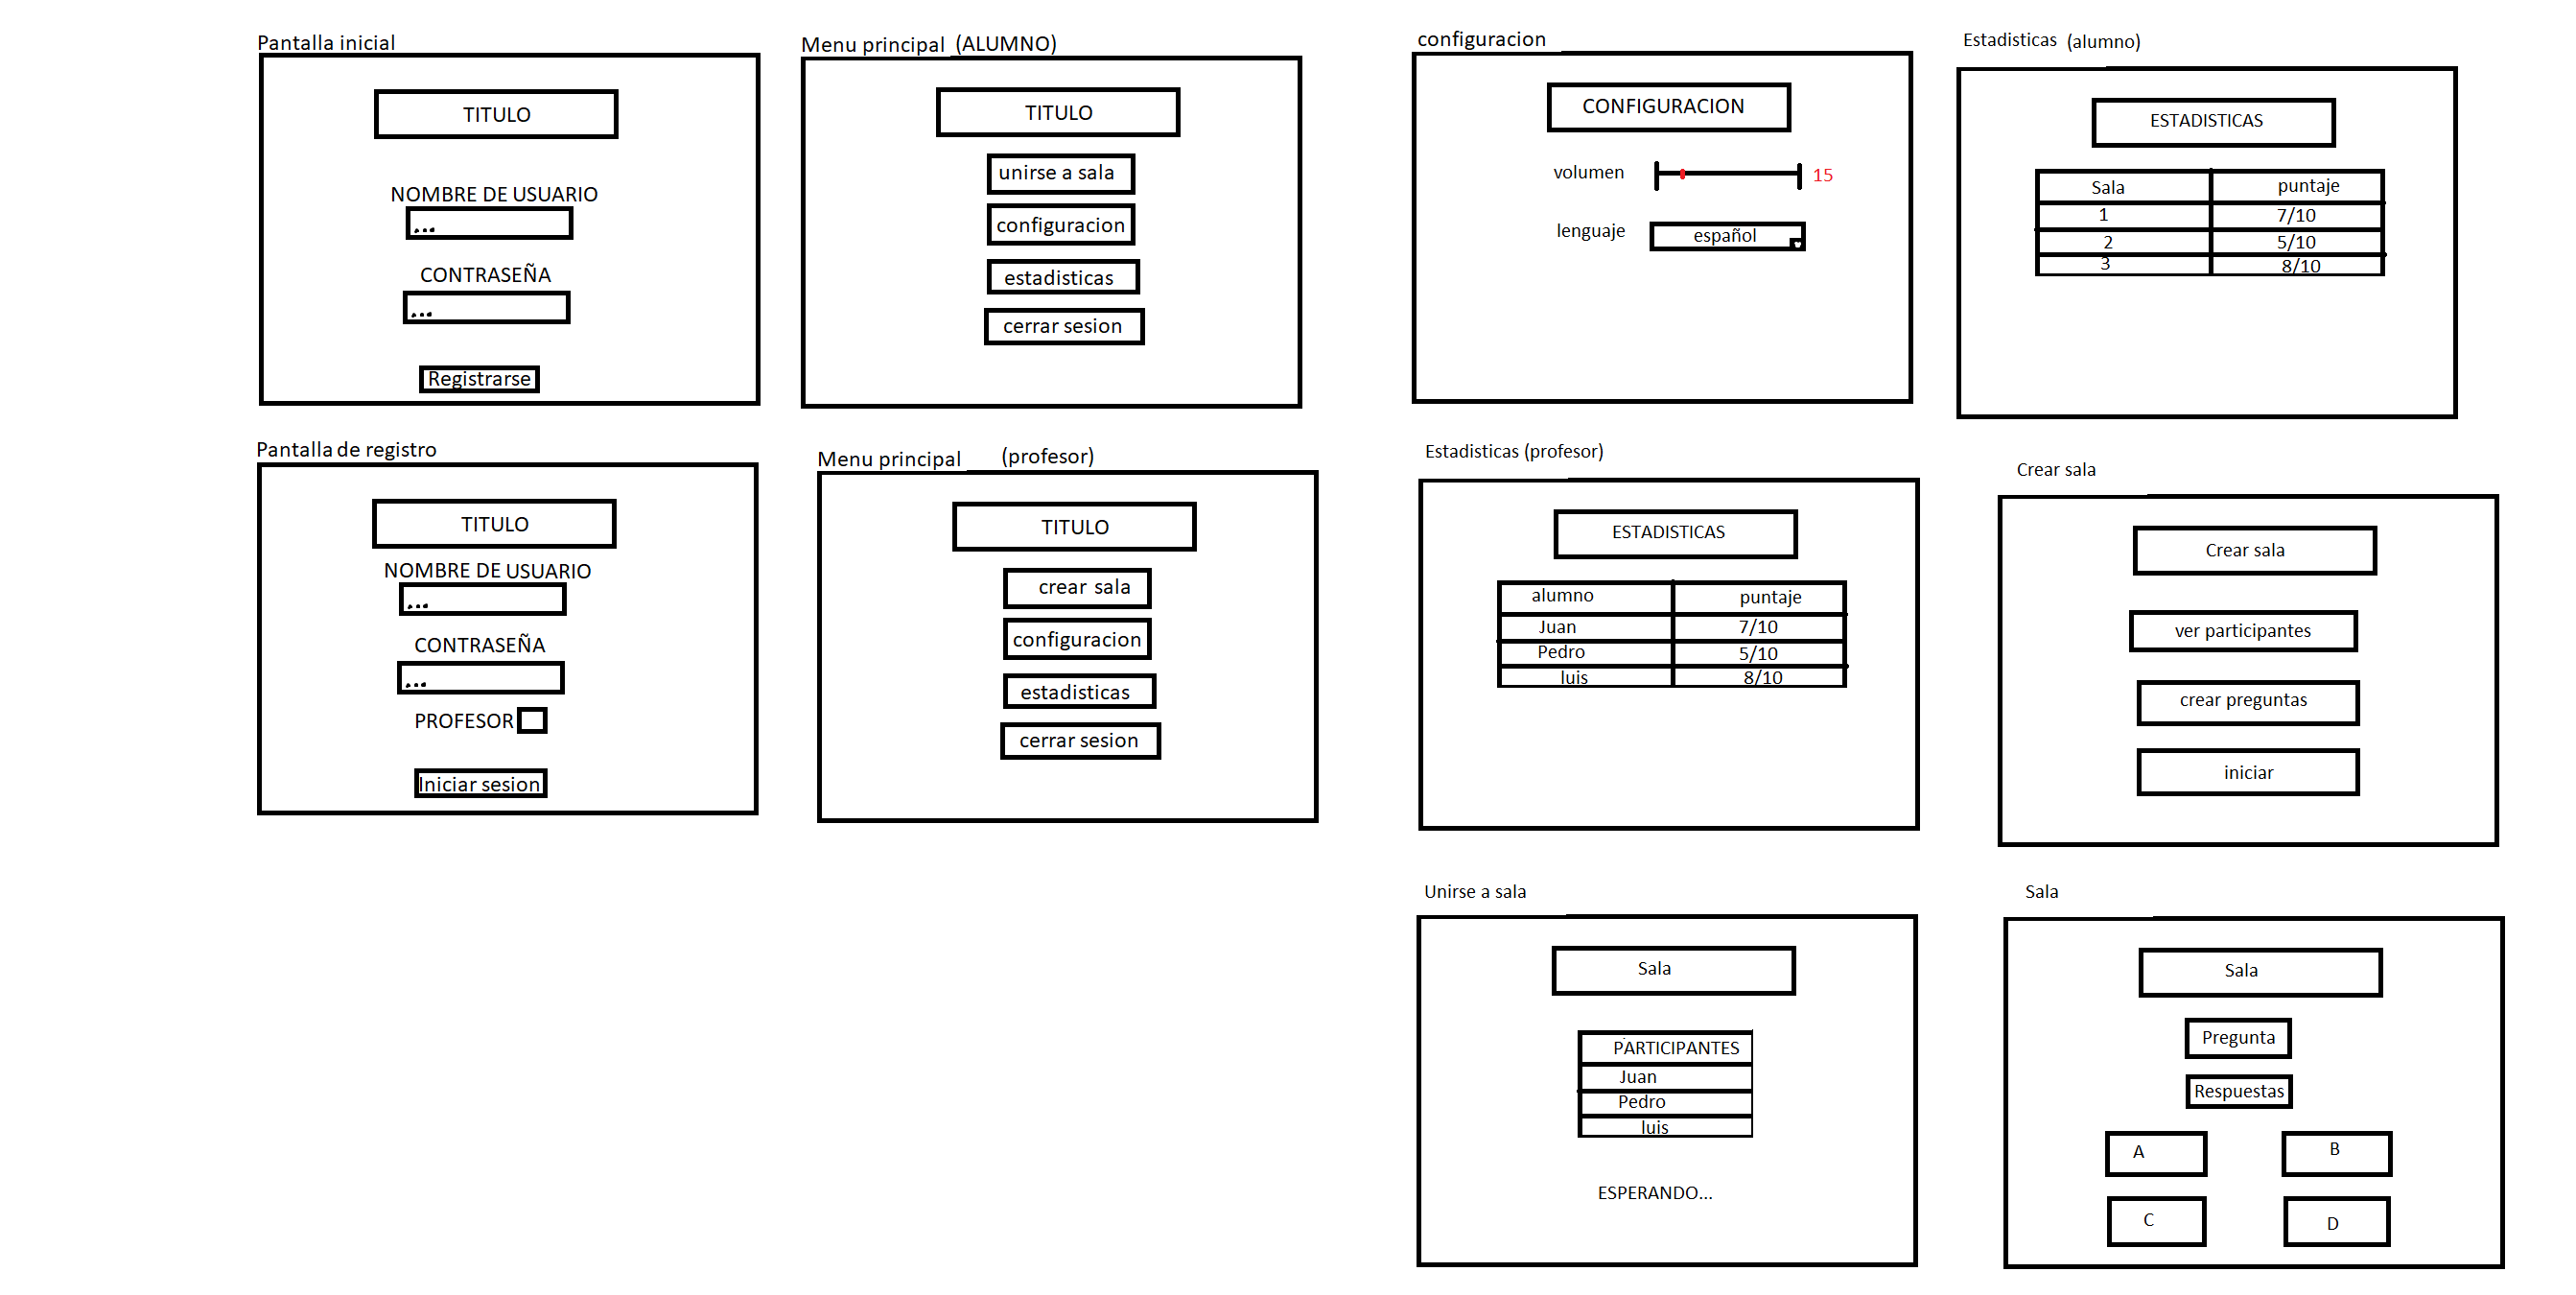 Pantalla inicial
TITULO
NOMBRE DE USUARIO
...
CONTRASEÑA
...
Registrarse
Menu principal (ALUMNO)
TITULO
unirse a sala
configuracion
estadisticas
cerrar sesion
configuracion
CONFIGURACION
volumen 15
lenguaje español
Estadisticas (alumno)
ESTADISTICAS
Sala puntaje
1 7/10
2 5/10
3 8/10
Pantalla de registro
TITULO
NOMBRE DE USUARIO
...
CONTRASEÑA
...
PROFESOR
Iniciar sesion
Menu principal (profesor)
TITULO
crear sala
configuracion
estadisticas
cerrar sesion
Estadisticas (profesor)
ESTADISTICAS
alumno puntaje
Juan 7/10
Pedro 5/10
luis 8/10
Crear sala
Crear sala
ver participantes
crear preguntas
iniciar
Unirse a sala
Sala
PARTICIPANTES
Juan
Pedro
luis
ESPERANDO...
Sala
Sala
Pregunta
Respuestas
A B
C D